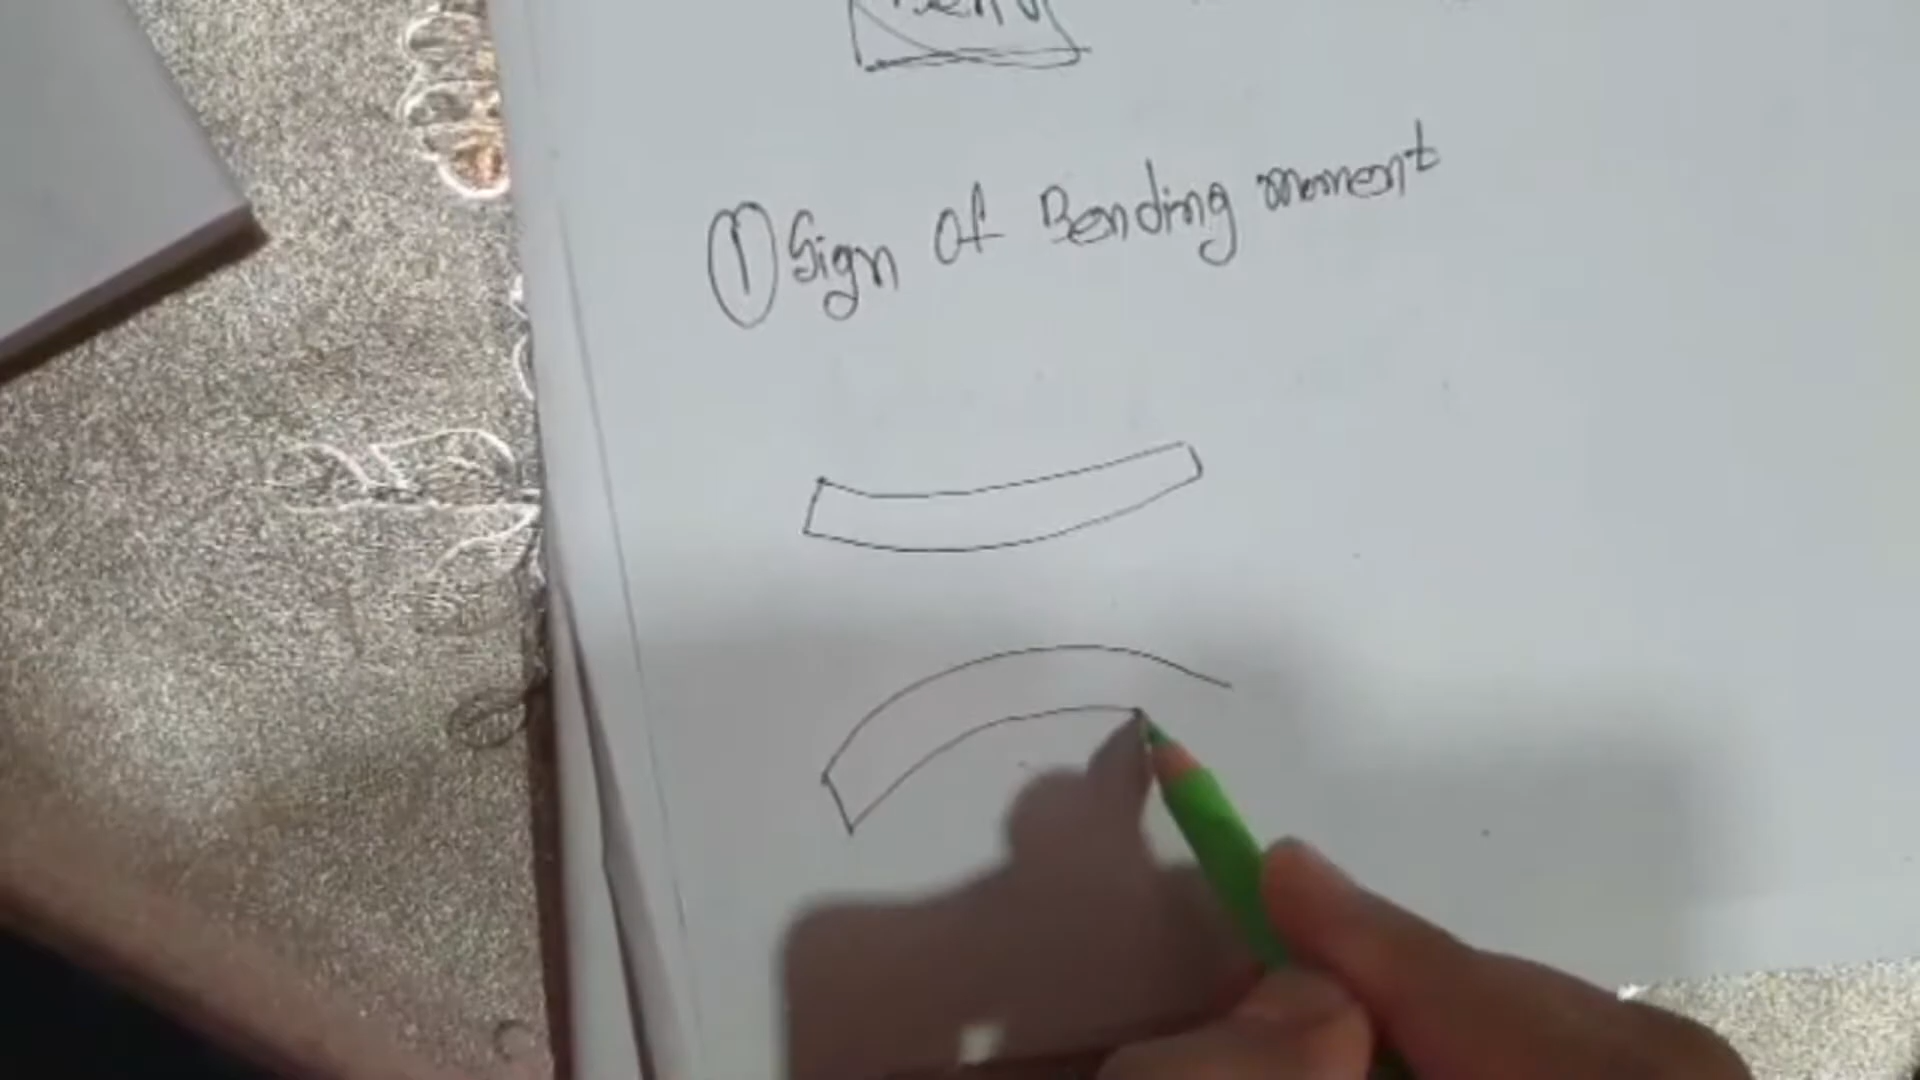 ① Sign of Bending moment